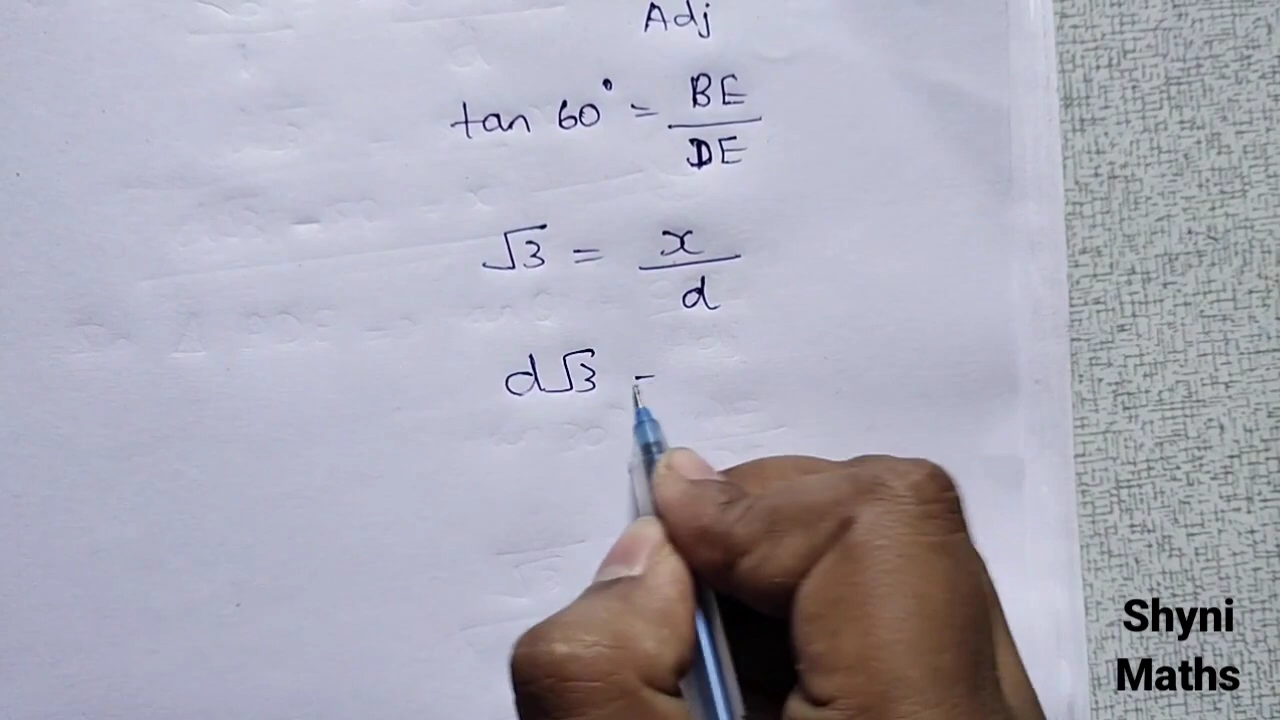 Adj
tan 60° = BE/DE
√3 = x/d
d√3 -
Shyni
Maths